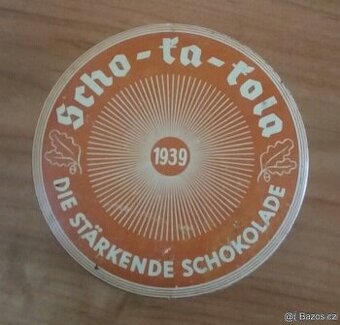 Scho-ka-kola
1939
DIE STÄRKENDE SCHOKOLADE
Bazos.cz